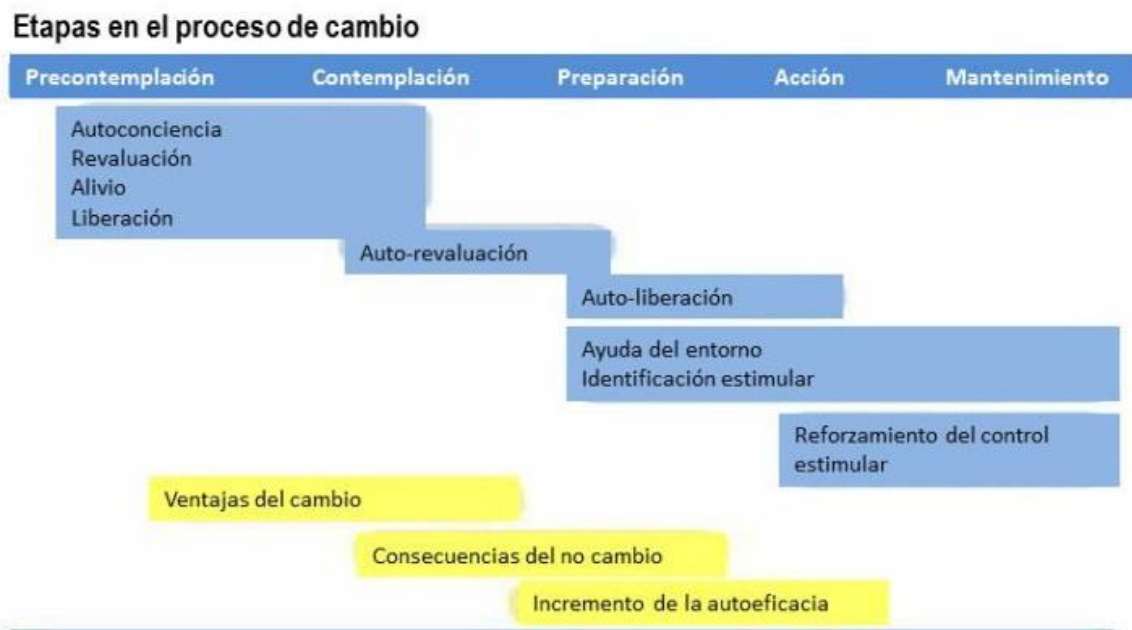 Etapas en el proceso de cambio
Precontemplación Contemplación Preparación Acción Mantenimiento
Autoconciencia
Revaluación
Alivio
Liberación
Auto-revaluación
Auto-liberación
Ayuda del entorno
Identificación estimular
Reforzamiento del control
estimular
Ventajas del cambio
Consecuencias del no cambio
Incremento de la autoeficacia